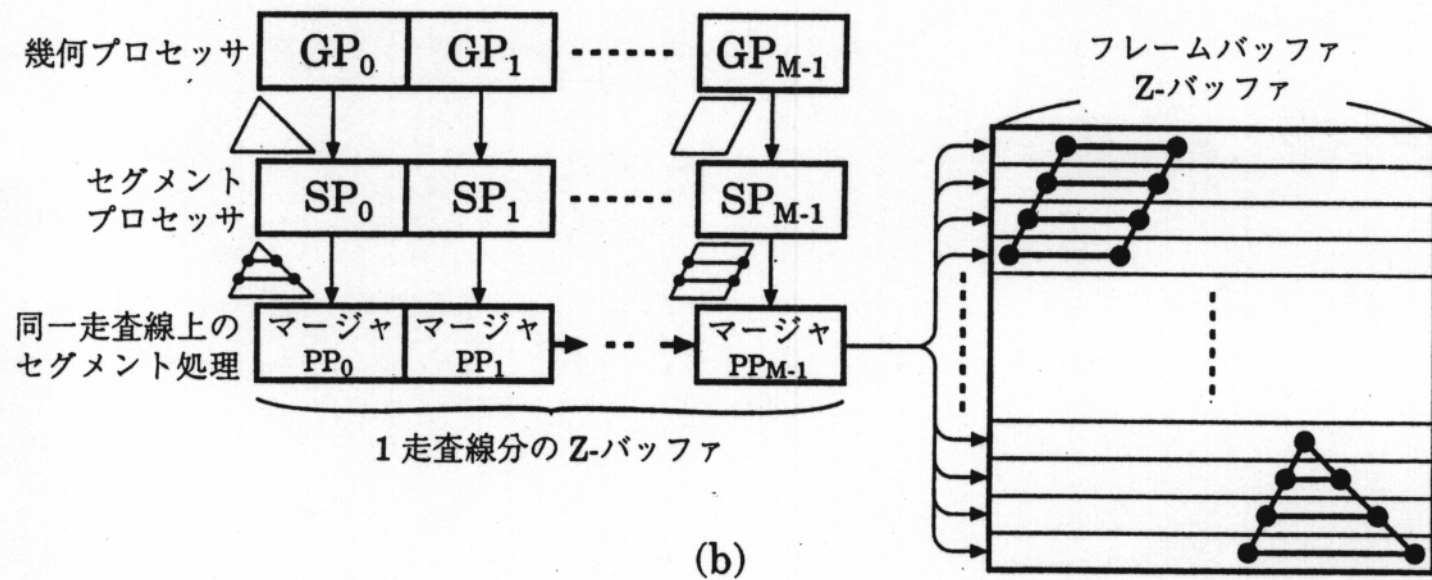 幾何プロセッサ GP0 GP1 GPM-1
フレームバッファ
Z-バッファ
セグメント
プロセッサ
SP0 SP1 SPM-1
同一走査線上の
セグメント処理
マージャ マージャ マージャ
PP0 PP1 PPM-1
1 走査線分の Z-バッファ
(b)